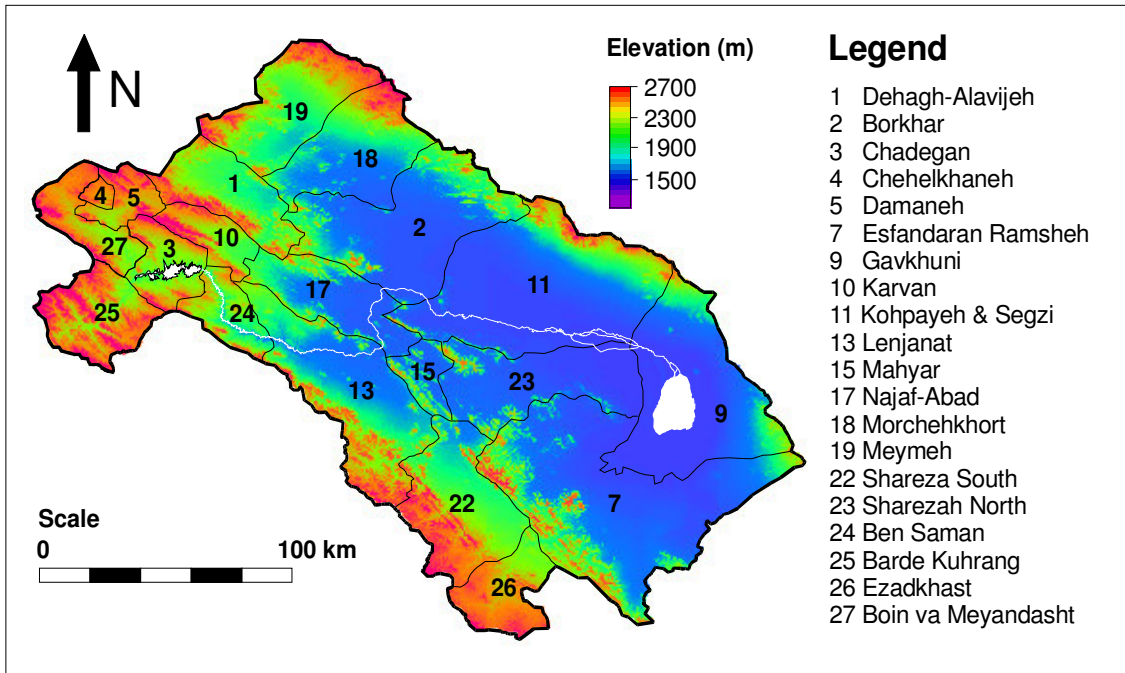 N
Elevation (m)
2700
2300
1900
1500
Legend
1 Dehagh-Alavijeh
2 Borkhar
3 Chadegan
4 Chehelkhaneh
5 Damaneh
7 Esfandaran Ramsheh
9 Gavkhuni
10 Karvan
11 Kohpayeh & Segzi
13 Lenjanat
15 Mahyar
17 Najaf-Abad
18 Morchehkhort
19 Meymeh
22 Shareza South
23 Sharezah North
24 Ben Saman
25 Barde Kuhrang
26 Ezadkhast
27 Boin va Meyandasht
19
18
1
4
5
2
27
3
10
11
17
25
24
15
23
13
9
22
7
26
Scale
0 100 km